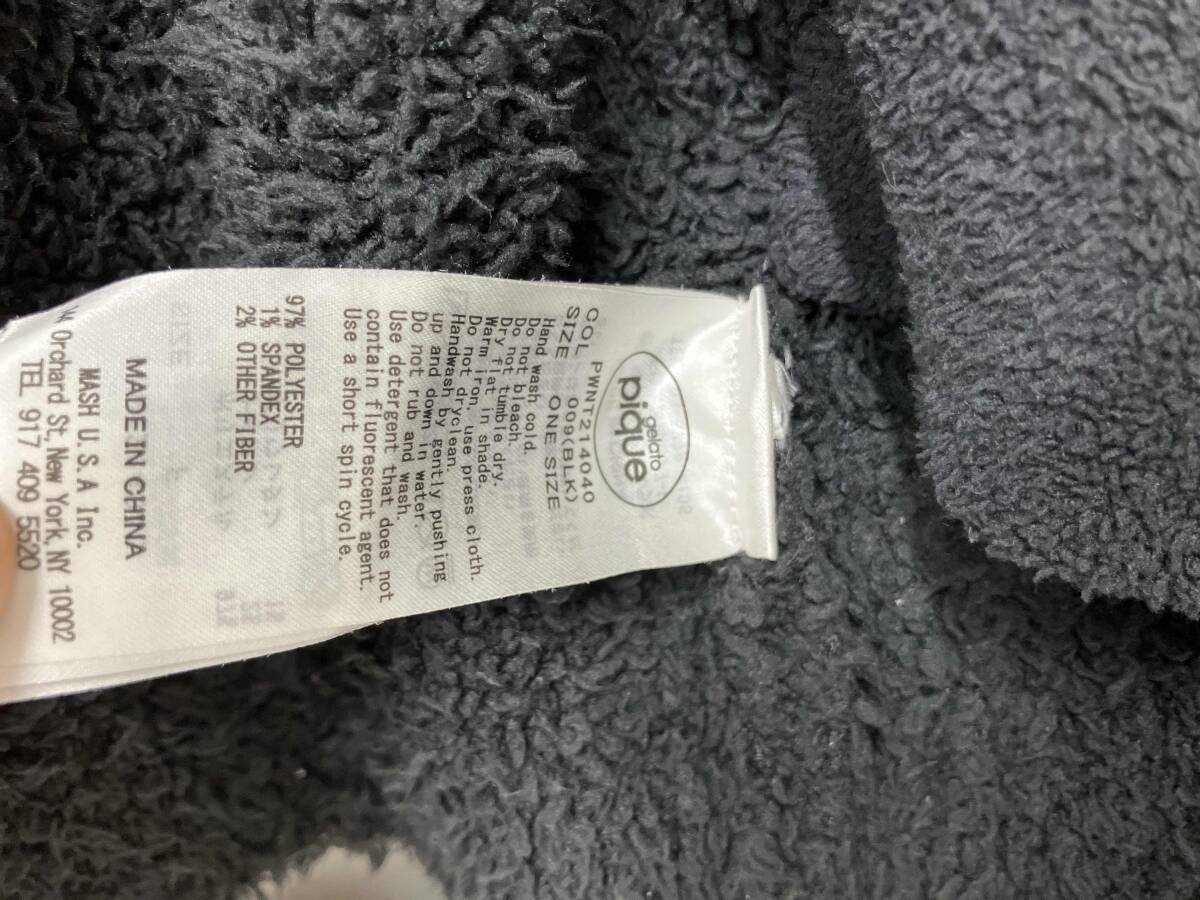 gelato
pique
PWNT214040
COL 009(BLK)
SIZE ONE SIZE
Hand wash cold.
Do not bleach.
Do not tumble dry.
Dry flat in shade.
Warm iron, use press cloth.
Do not dryclean.
Handwash by gently pushing
up and down in water.
Do not rub and wash.
Use detergent that does not
contain fluorescent agent.
Use a short spin cycle.
97% POLYESTER
1% SPANDEX
2% OTHER FIBER
MADE IN CHINA
MASH U.S.A Inc.
Orchard St, New York, NY 10002
TEL 917 409 5520